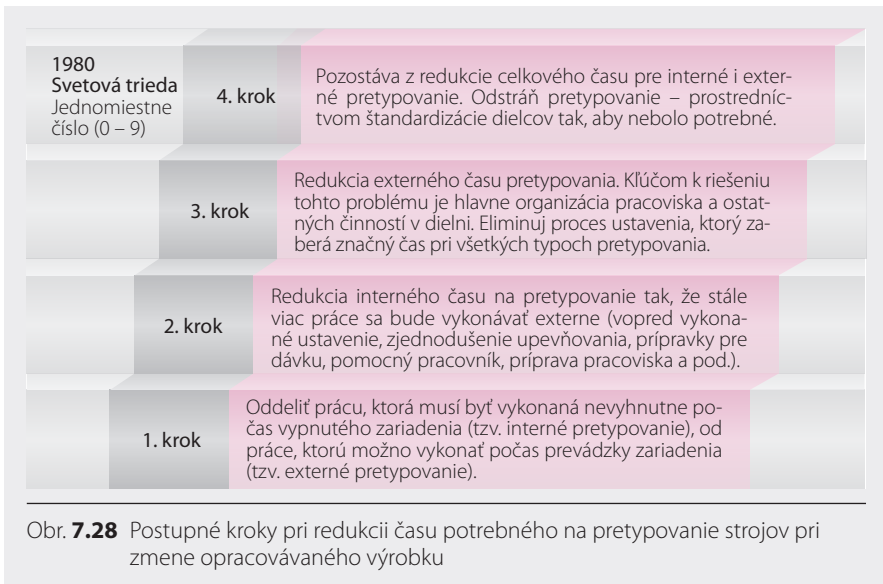 1980
Svetová trieda
Jednomiestne
číslo (0 – 9)
4. krok
Pozostáva z redukcie celkového času pre interné i exter-
né pretypovanie. Odstráň pretypovanie – prostredníc-
tvom štandardizácie dielcov tak, aby nebolo potrebné.
3. krok
Redukcia externého času pretypovania. Kľúčom k riešeniu
tohto problému je hlavne organizácia pracoviska a ostat-
ných činností v dielni. Eliminuj proces ustavenia, ktorý za-
berá značný čas pri všetkých typoch pretypovania.
2. krok
Redukcia interného času na pretypovanie tak, že stále
viac práce sa bude vykonávať externe (vopred vykona-
né ustavenie, zjednodušenie upevňovania, prípravky pre
dávku, pomocný pracovník, príprava pracoviska a pod.).
1. krok
Oddeliť prácu, ktorá musí byť vykonaná nevyhnutne po-
čas vypnutého zariadenia (tzv. interné pretypovanie), od
práce, ktorú možno vykonať počas prevádzky zariadenia
(tzv. externé pretypovanie).
Obr. 7.28 Postupné kroky pri redukcii času potrebného na pretypovanie strojov pri
zmene opracovávaného výrobku